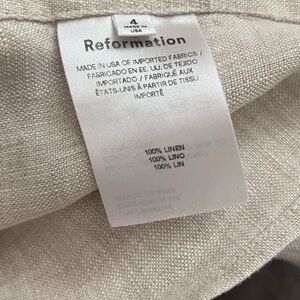 4
MADE IN
USA
Reformation
MADE IN USA OF IMPORTED FABRICS /
FABRICADO EN EE. UU. DE TEJIDO
IMPORTADO / FABRIQUÉ AUX
ÉTATS-UNIS À PARTIR DE TISSU
IMPORTÉ
100% LINEN
100% LINO
100% LIN